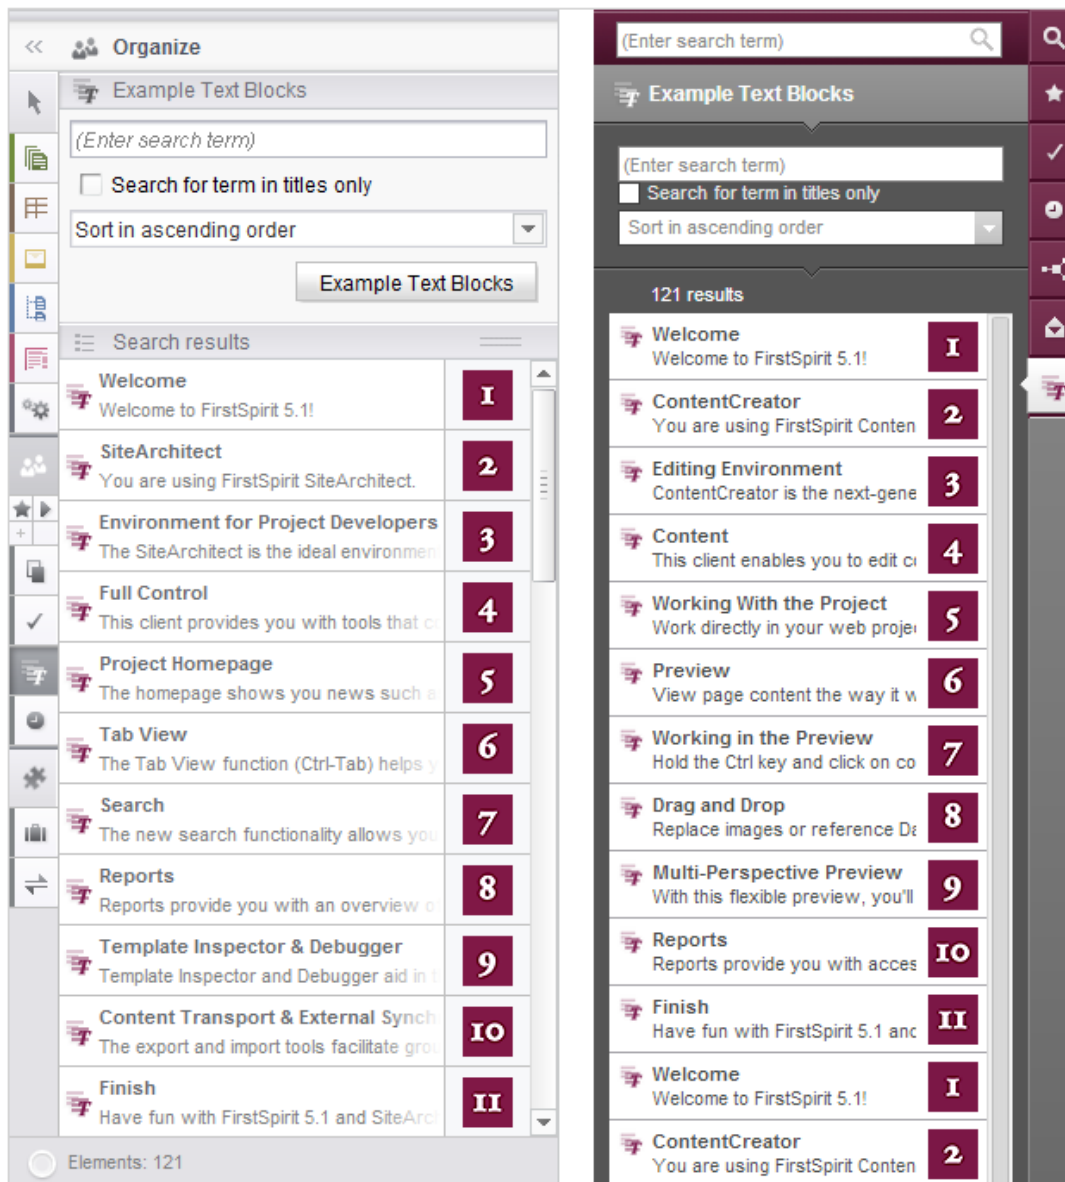 Organize
Example Text Blocks
(Enter search term)
Search for term in titles only
Sort in ascending order
Example Text Blocks
Search results
Welcome
Welcome to FirstSpirit 5.1!
1
SiteArchitect
You are using FirstSpirit SiteArchitect.
2
Environment for Project Developers
The SiteArchitect is the ideal environmen
3
Full Control
This client provides you with tools that c
4
Project Homepage
The homepage shows you news such a
5
Tab View
The Tab View function (Ctrl-Tab) helps y
6
Search
The new search functionality allows you
7
Reports
Reports provide you with an overview o
8
Template Inspector & Debugger
Template Inspector and Debugger aid in t
9
Content Transport & External Synch
The export and import tools facilitate grou
10
Finish
Have fun with FirstSpirit 5.1 and SiteArc
11
Elements: 121
(Enter search term)
Example Text Blocks
(Enter search term)
Search for term in titles only
Sort in ascending order
121 results
Welcome
Welcome to FirstSpirit 5.1!
1
ContentCreator
You are using FirstSpirit Conten
2
Editing Environment
ContentCreator is the next-gene
3
Content
This client enables you to edit c
4
Working With the Project
Work directly in your web proje
5
Preview
View page content the way it w
6
Working in the Preview
Hold the Ctrl key and click on co
7
Drag and Drop
Replace images or reference Da
8
Multi-Perspective Preview
With this flexible preview, you'll
9
Reports
Reports provide you with acces
10
Finish
Have fun with FirstSpirit 5.1 and
11
Welcome
Welcome to FirstSpirit 5.1!
1
ContentCreator
You are using FirstSpirit Conten
2